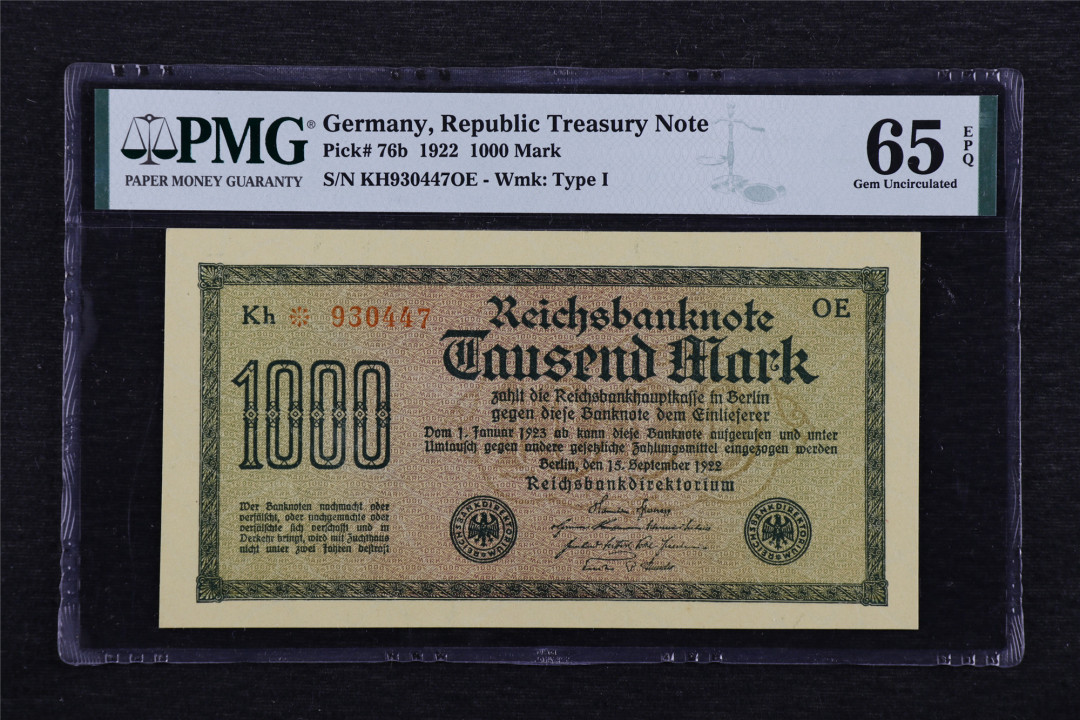 PMG®
PAPER MONEY GUARANTY
Germany, Republic Treasury Note
Pick# 76b 1922 1000 Mark
S/N KH930447OE - Wmk: Type I
65
EPQ
Gem Uncirculated
Kh * 930447
OE
Reichsbanknote
Tausend Mark
1000
zahlt die Reichsbankhauptkasse in Berlin
gegen diese Banknote dem Einlieferer
Vom 1. Januar 1923 ab kann diese Banknote aufgerufen und unter
Umtausch gegen andere gesetzliche Zahlungsmittel eingezogen werden
Berlin, den 15. September 1922
Reichsbankdirektorium
Wer Banknoten nachmacht oder
verfälscht, oder nachgemachte oder
verfälschte sich verschafft und in
Verkehr bringt, wird mit Zuchthaus
nicht unter zwei Jahren bestraft
REICHSBANKDIREKTORIUM
REICHSBANKDIREKTORIUM